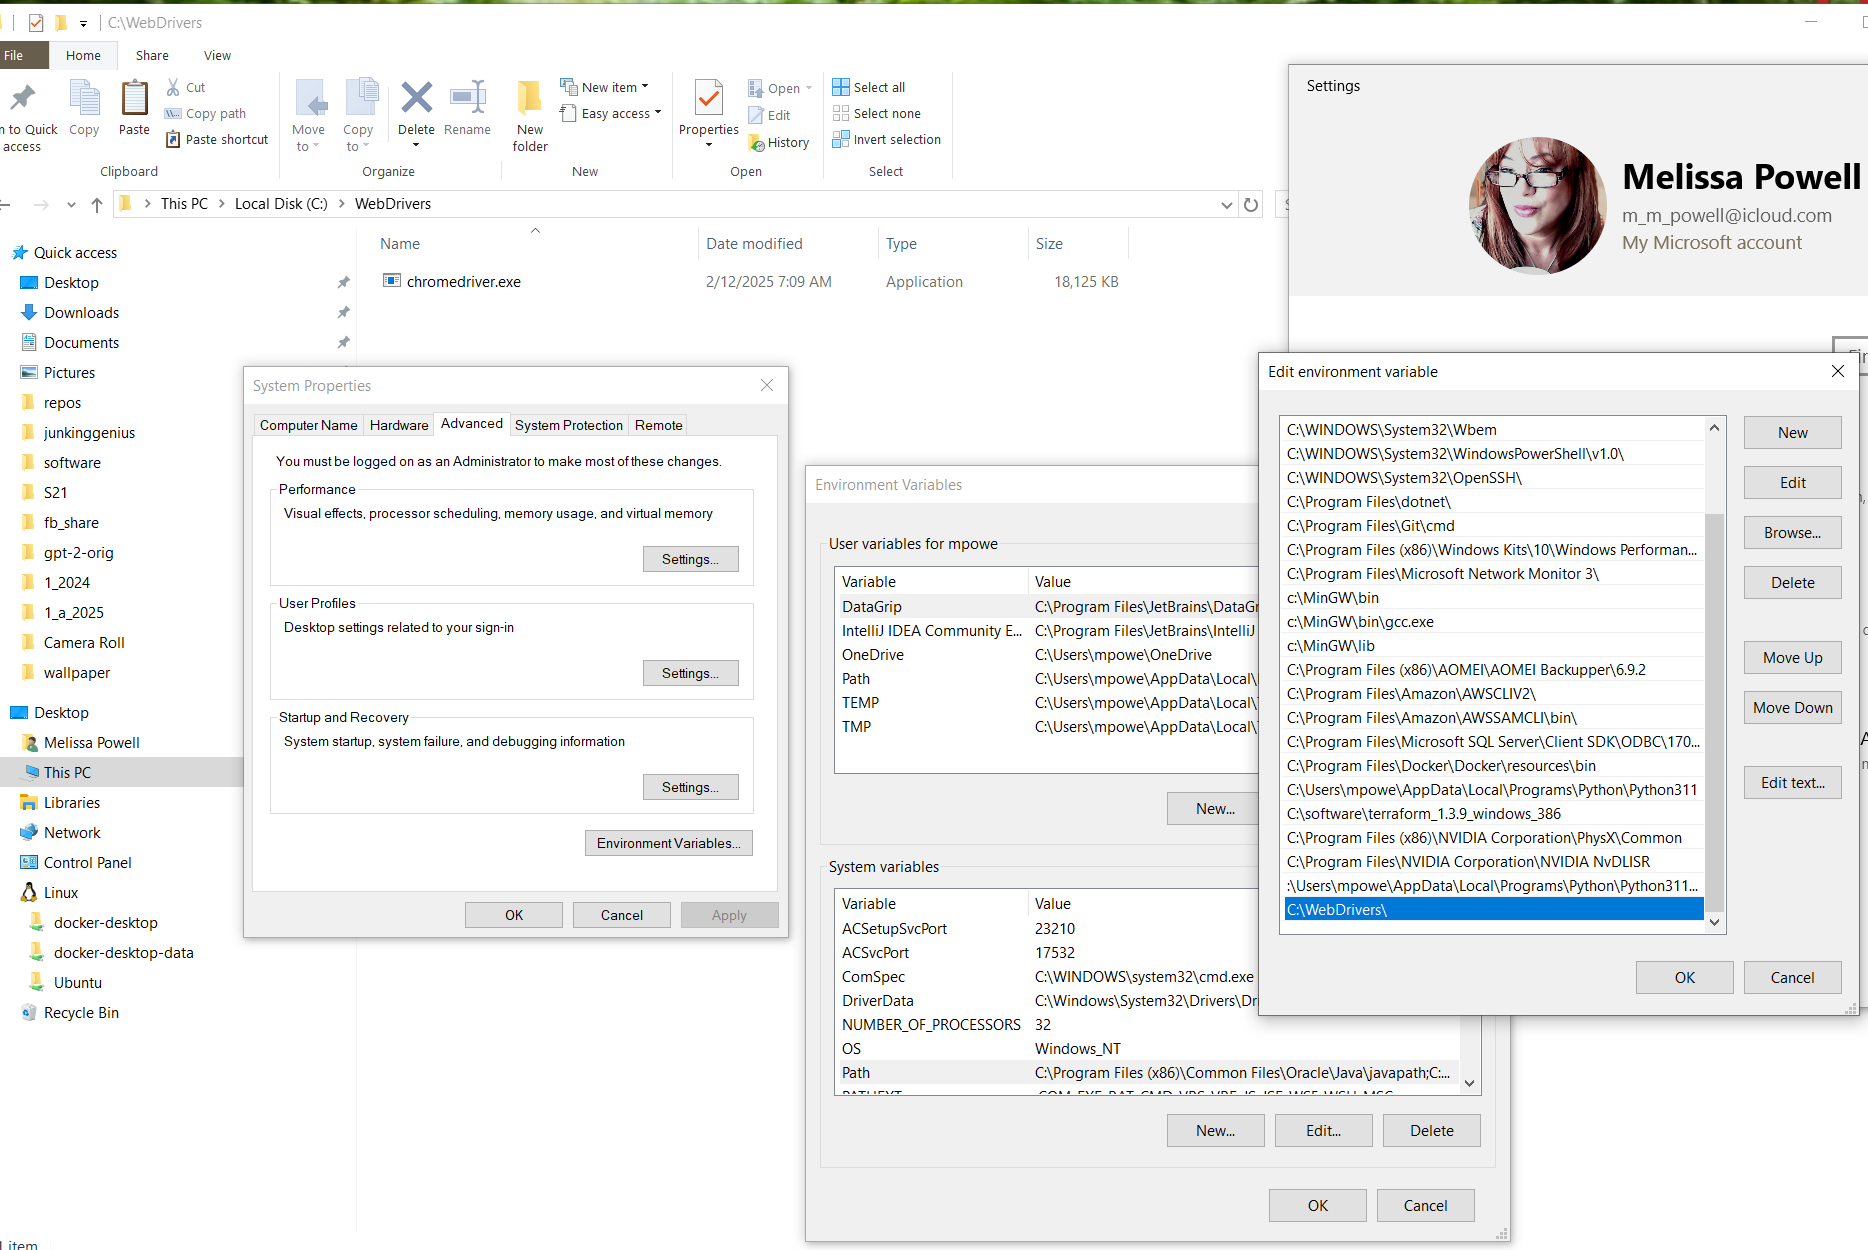 C:\WebDrivers
File
Home
Share
View
to Quick
access
Copy
Paste
Cut
Copy path
Paste shortcut
Clipboard
Move
to
Copy
to
Delete
Rename
Organize
New
folder
New item
Easy access
New
Properties
Open
Edit
History
Open
Select all
Select none
Invert selection
Select
This PC
Local Disk (C:)
WebDrivers
Quick access
Desktop
Downloads
Documents
Pictures
repos
junkinggenius
software
S21
fb_share
gpt-2-orig
1_2024
1_a_2025
Camera Roll
wallpaper
Desktop
Melissa Powell
This PC
Libraries
Network
Control Panel
Linux
docker-desktop
docker-desktop-data
Ubuntu
Recycle Bin
item
Name
Date modified
Type
Size
chromedriver.exe
2/12/2025 7:09 AM
Application
18,125 KB
Settings
Melissa Powell
m_m_powell@icloud.com
My Microsoft account
System Properties
Computer Name
Hardware
Advanced
System Protection
Remote
You must be logged on as an Administrator to make most of these changes.
Performance
Visual effects, processor scheduling, memory usage, and virtual memory
Settings...
User Profiles
Desktop settings related to your sign-in
Settings...
Startup and Recovery
System startup, system failure, and debugging information
Settings...
Environment Variables...
OK
Cancel
Apply
Environment Variables
User variables for mpowe
Variable
Value
DataGrip
C:\Program Files\JetBrains\DataGr
IntelliJ IDEA Community E...
C:\Program Files\JetBrains\IntelliJ
OneDrive
C:\Users\mpowe\OneDrive
Path
C:\Users\mpowe\AppData\Local\
TEMP
C:\Users\mpowe\AppData\Local\
TMP
C:\Users\mpowe\AppData\Local\
New...
System variables
Variable
Value
ACSetupSvcPort
23210
ACSvcPort
17532
ComSpec
C:\WINDOWS\system32\cmd.exe
DriverData
C:\Windows\System32\Drivers\Dr
NUMBER_OF_PROCESSORS
32
OS
Windows_NT
Path
C:\Program Files (x86)\Common Files\Oracle\Java\javapath;C:...
New...
Edit...
Delete
OK
Cancel
Edit environment variable
C:\WINDOWS\System32\Wbem
C:\WINDOWS\System32\WindowsPowerShell\v1.0\
C:\WINDOWS\System32\OpenSSH\
C:\Program Files\dotnet\
C:\Program Files\Git\cmd
C:\Program Files (x86)\Windows Kits\10\Windows Performan...
C:\Program Files\Microsoft Network Monitor 3\
c:\MinGW\bin
c:\MinGW\bin\gcc.exe
c:\MinGW\lib
C:\Program Files (x86)\AOMEI\AOMEI Backupper\6.9.2
C:\Program Files\Amazon\AWSCLIV2\
C:\Program Files\Amazon\AWSSAMCLI\bin\
C:\Program Files\Microsoft SQL Server\Client SDK\ODBC\170...
C:\Program Files\Docker\Docker\resources\bin
C:\Users\mpowe\AppData\Local\Programs\Python\Python311
C:\software\terraform_1.3.9_windows_386
C:\Program Files (x86)\NVIDIA Corporation\PhysX\Common
C:\Program Files\NVIDIA Corporation\NVIDIA NvDLISR
:\Users\mpowe\AppData\Local\Programs\Python\Python311...
C:\WebDrivers\
New
Edit
Browse...
Delete
Move Up
Move Down
Edit text...
OK
Cancel